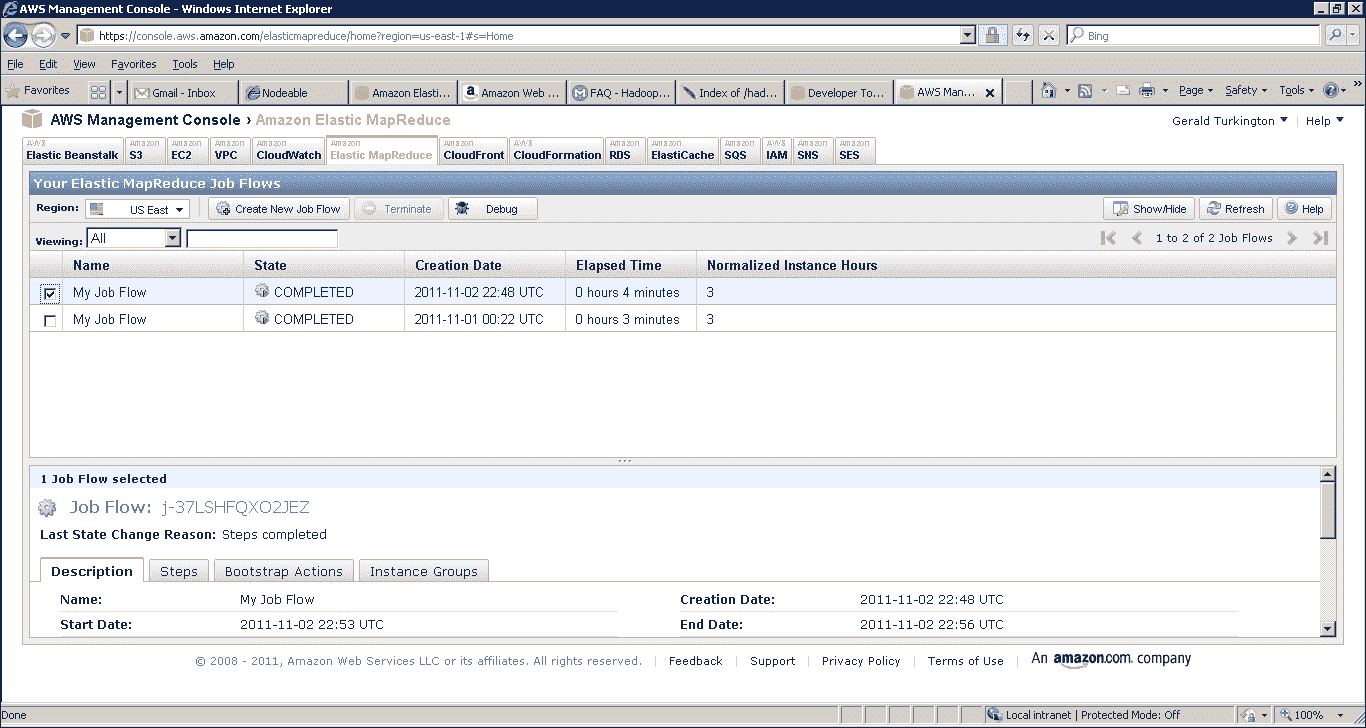 AWS Management Console - Windows Internet Explorer
https://console.aws.amazon.com/elasticmapreduce/home?region=us-east-1#s=Home
Bing
File Edit View Favorites Tools Help
Favorites Gmail - Inbox Nodeable Amazon Elasti... Amazon Web ... FAQ - Hadoop... Index of /had... Developer To... AWS Man... Page Safety Tools
AWS Management Console › Amazon Elastic MapReduce Gerald Turkington Help
AWS Amazon Amazon Amazon Amazon Amazon Amazon AWS Amazon Amazon Amazon AWS Amazon Amazon
Elastic Beanstalk S3 EC2 VPC CloudWatch Elastic MapReduce CloudFront CloudFormation RDS ElastiCache SQS IAM SNS SES
Your Elastic MapReduce Job Flows
Region: US East Create New Job Flow Terminate Debug Show/Hide Refresh Help
Viewing: All 1 to 2 of 2 Job Flows
Name State Creation Date Elapsed Time Normalized Instance Hours
My Job Flow COMPLETED 2011-11-02 22:48 UTC 0 hours 4 minutes 3
My Job Flow COMPLETED 2011-11-01 00:22 UTC 0 hours 3 minutes 3
1 Job Flow selected
Job Flow: j-37LSHFQXO2JEZ
Last State Change Reason: Steps completed
Description Steps Bootstrap Actions Instance Groups
Name: My Job Flow Creation Date: 2011-11-02 22:48 UTC
Start Date: 2011-11-02 22:53 UTC End Date: 2011-11-02 22:56 UTC
© 2008 - 2011, Amazon Web Services LLC or its affiliates. All rights reserved. Feedback Support Privacy Policy Terms of Use An amazon.com. company
Done Local intranet | Protected Mode: Off 100%